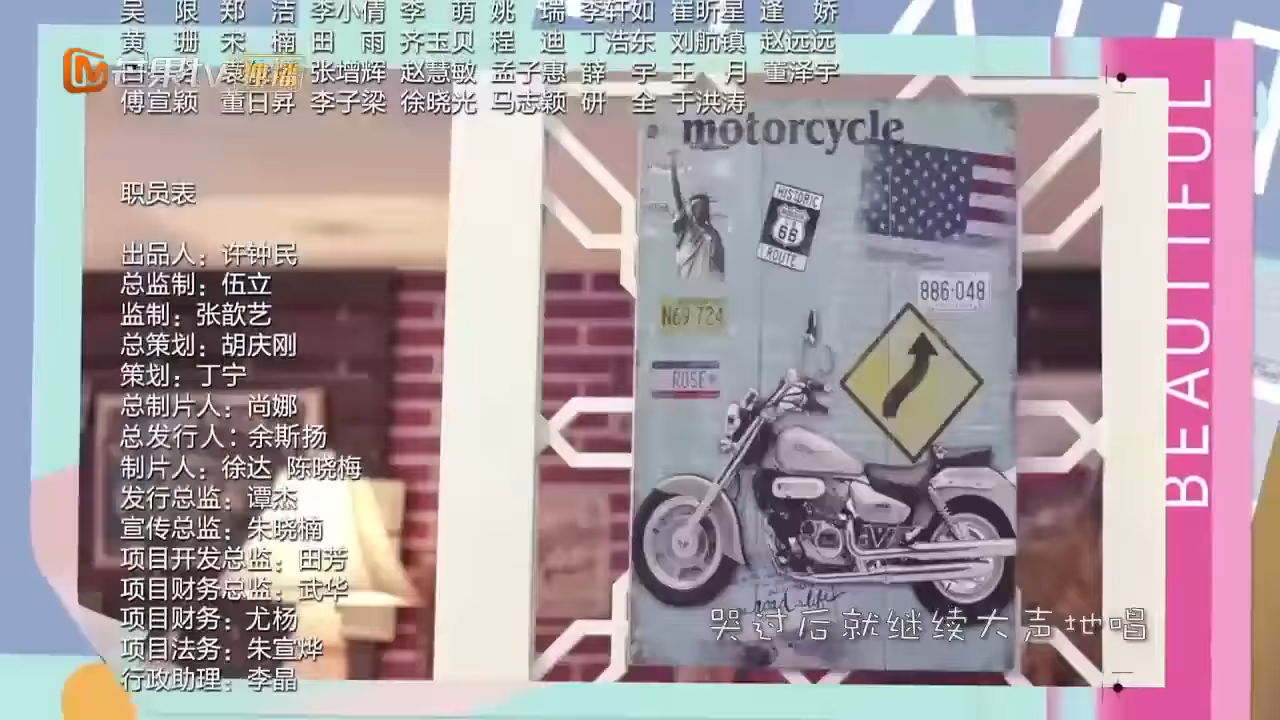 吴 限 郑 洁 李小倩 李 萌 姚 瑞 李轩如 崔昕星 逄 娇
黄 珊 宋 楠 田 雨 齐玉贝 程 迪 丁浩东 刘航镇 赵远远
张增辉 赵慧敏 孟子惠 薛 宇 王 月 董泽宇
傅宣颖 董日昇 李子梁 徐晓光 马志颖 研 全 于洪涛
芒果tv 独播
职员表
出品人：许钟民
总监制：伍立
监制：张歆艺
总策划：胡庆刚
策划：丁宁
总制片人：尚娜
总发行人：余斯扬
制片人：徐达 陈晓梅
发行总监：谭杰
宣传总监：朱晓楠
项目开发总监：田芳
项目财务总监：武华
项目财务：尤杨
项目法务：朱宣烨
行政助理：李晶
motorcycle
HISTORIC
66
ROUTE
886·048
N69 724
ROSE
哭过后就继续大声地唱
BEAUTIFUL